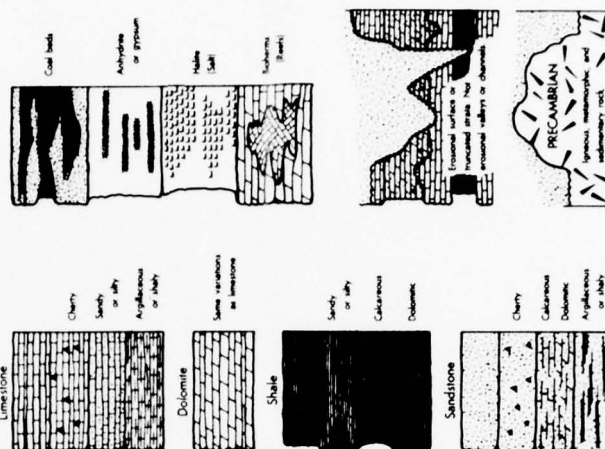 Limestone
Cherty
Sandy
or silty
Argillaceous
or shaly
Dolomite
Same variations
as limestone
Shale
Sandy
or silty
Calcareous
Dolomitic
Sandstone
Cherty
Calcareous
Dolomitic
Argillaceous
or shaly
Coal beds
Anhydrite
or gypsum
Halite
(Salt)
Bioherms
(Reefs)
Erosional surface or
truncated strata Not
erosional valleys or channels
PRECAMBRIAN
igneous, metamorphic and
sedimentary rock